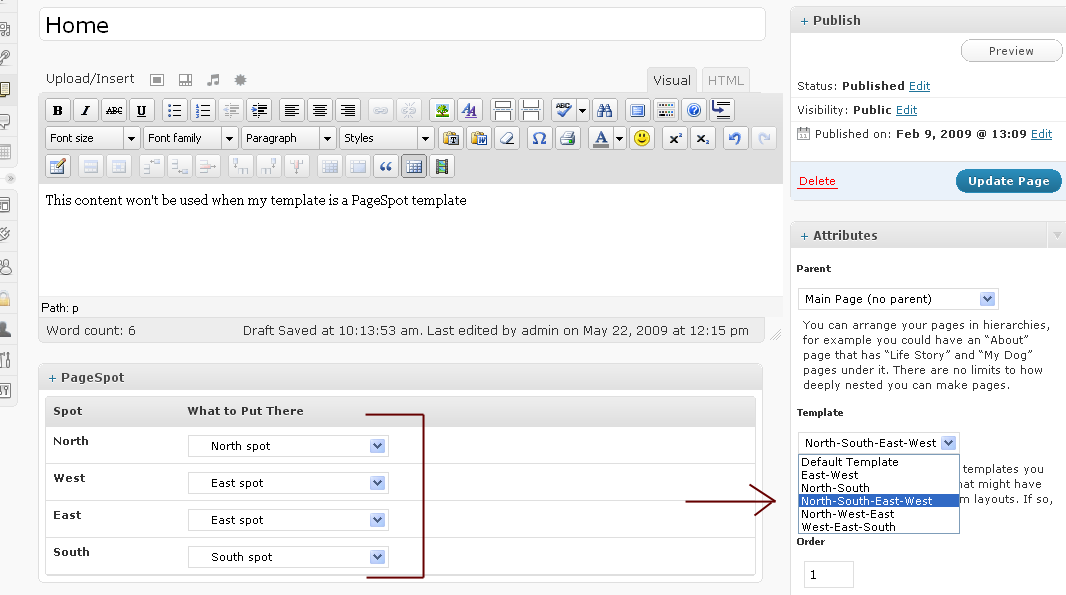 Home
Upload/Insert
Visual
HTML
B I ABC U
ABC
Font size
Font family
Paragraph
Styles
This content won't be used when my template is a PageSpot template
Path: p
Word count: 6
Draft Saved at 10:13:53 am. Last edited by admin on May 22, 2009 at 12:15 pm
+ PageSpot
Spot
What to Put There
North
North spot
West
East spot
East
East spot
South
South spot
+ Publish
Preview
Status: Published Edit
Visibility: Public Edit
Published on: Feb 9, 2009 @ 13:09 Edit
Delete
Update Page
+ Attributes
Parent
Main Page (no parent)
You can arrange your pages in hierarchies,
for example you could have an “About”
page that has “Life Story” and “My Dog”
pages under it. There are no limits to how
deeply nested you can make pages.
Template
North-South-East-West
Default Template
East-West
North-South
North-South-East-West
North-West-East
West-East-South
templates you
hat might have
m layouts. If so,
Order
1